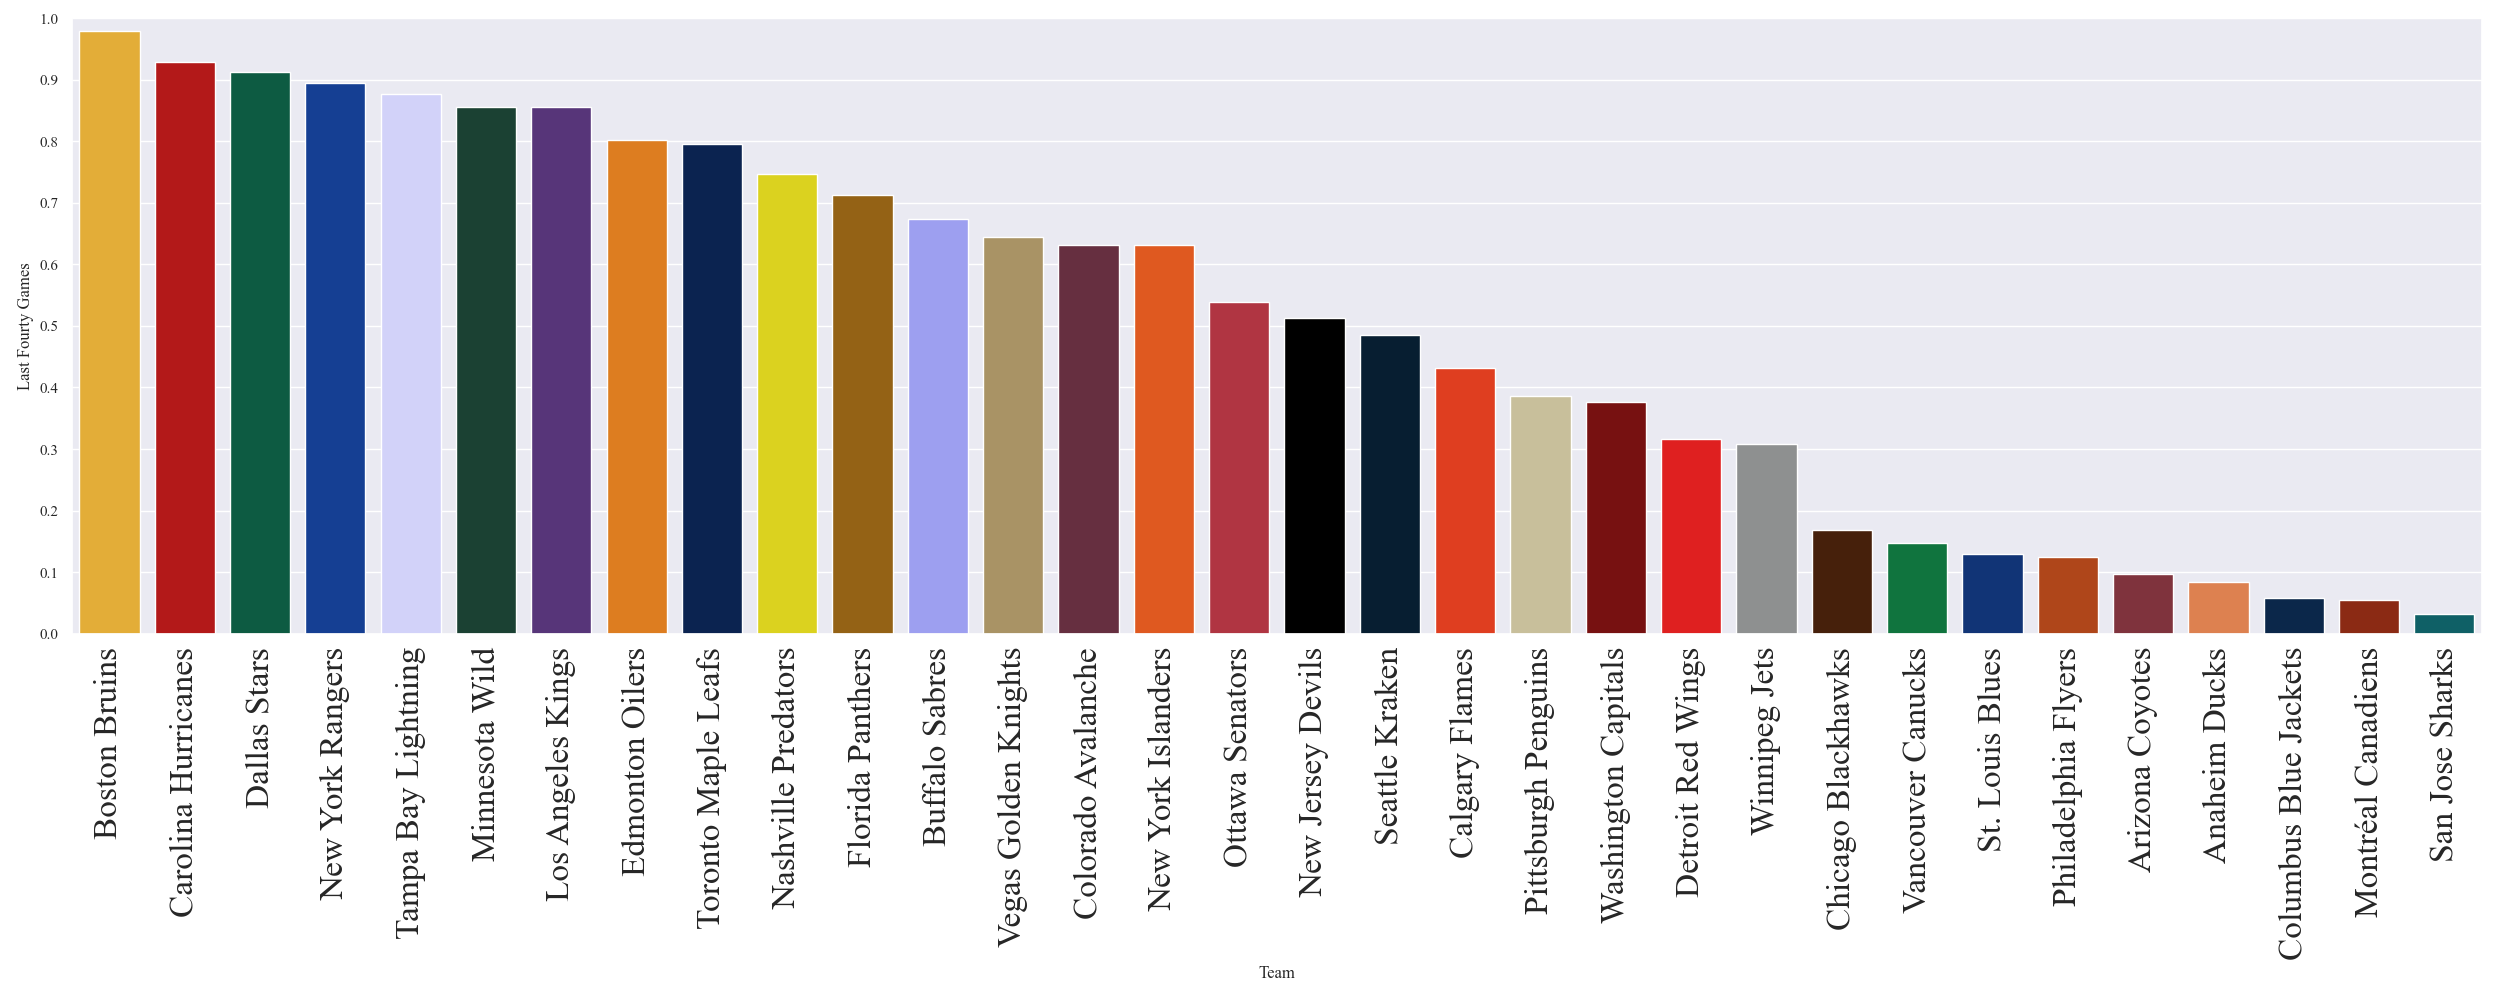 1.0
0.9
0.8
0.7
0.6
0.5
0.4
0.3
0.2
0.1
0.0
Last Fourty Games
Boston Bruins
Carolina Hurricanes
Dallas Stars
New York Rangers
Tampa Bay Lightning
Minnesota Wild
Los Angeles Kings
Edmonton Oilers
Toronto Maple Leafs
Nashville Predators
Florida Panthers
Buffalo Sabres
Vegas Golden Knights
Colorado Avalanche
New York Islanders
Ottawa Senators
New Jersey Devils
Seattle Kraken
Calgary Flames
Pittsburgh Penguins
Washington Capitals
Detroit Red Wings
Winnipeg Jets
Chicago Blackhawks
Vancouver Canucks
St. Louis Blues
Philadelphia Flyers
Arizona Coyotes
Anaheim Ducks
Columbus Blue Jackets
Montréal Canadiens
San Jose Sharks
Team